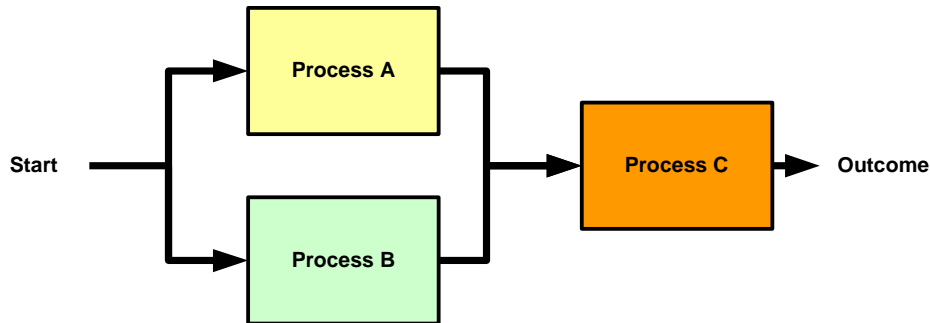 Process A
Start
Process C
Outcome
Process B